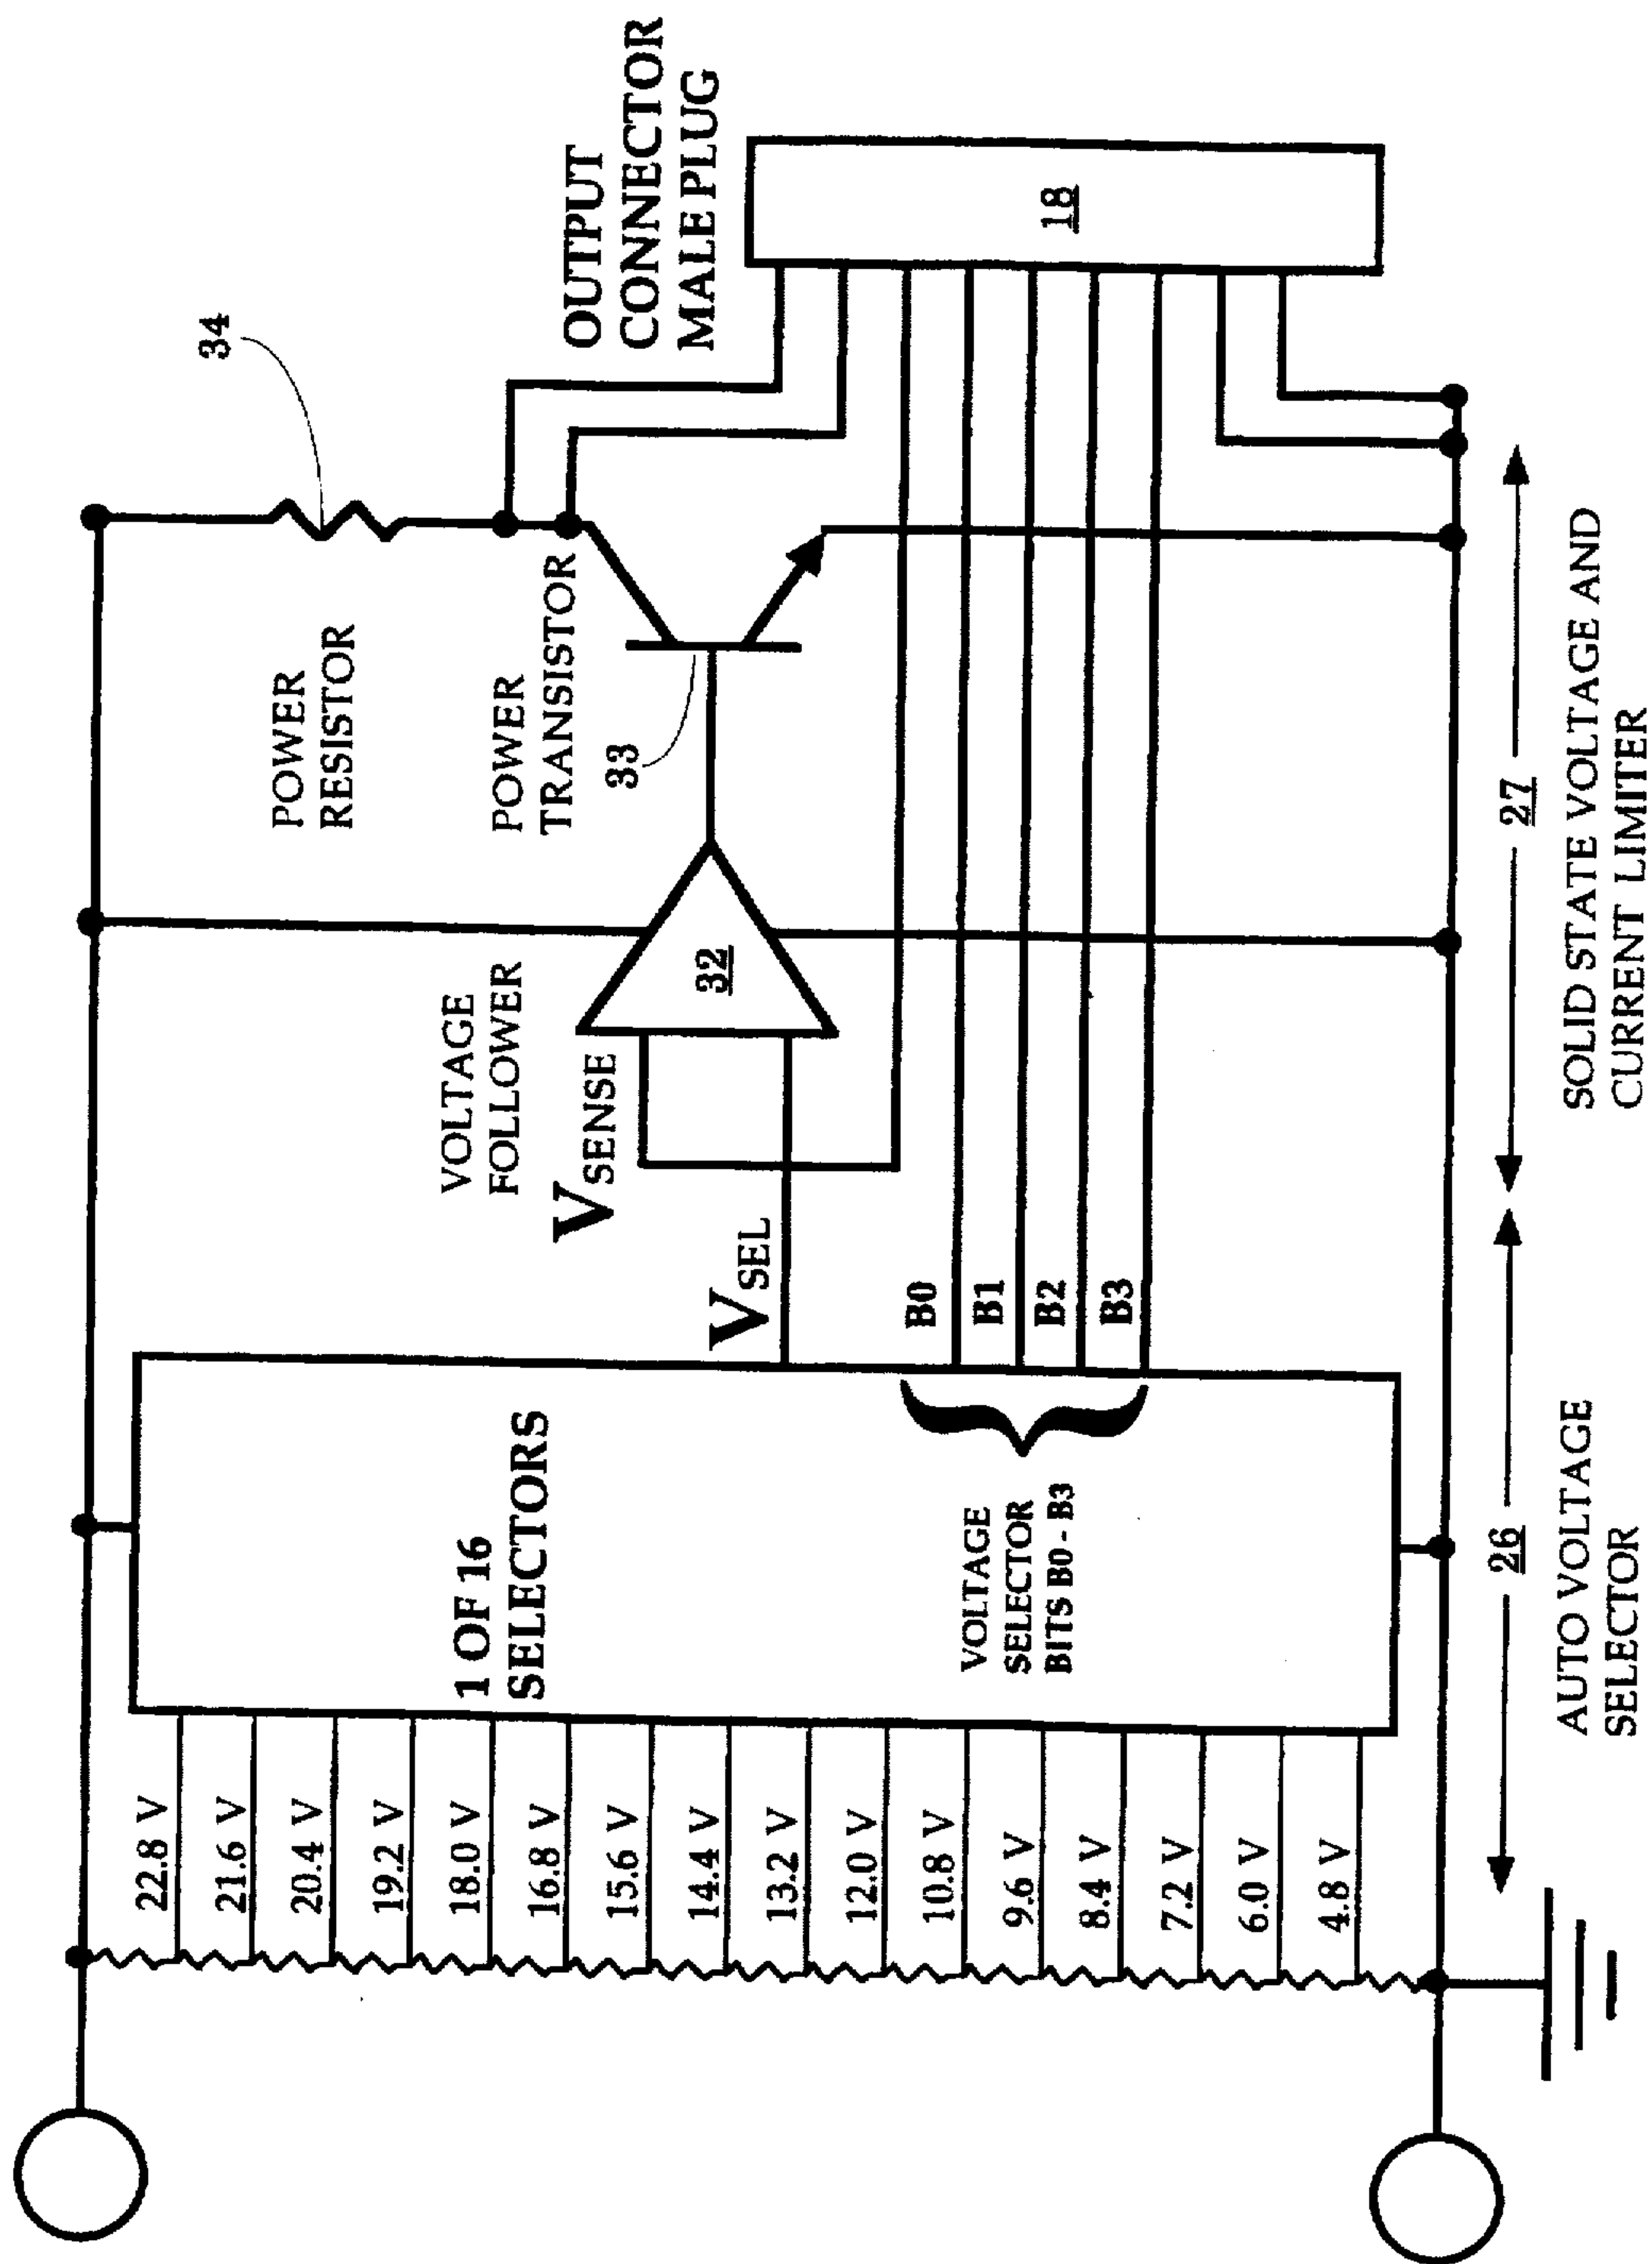 22.8 V
21.6 V
20.4 V
19.2 V
18.0 V
16.8 V
15.6 V
14.4 V
13.2 V
12.0 V
10.8 V
9.6 V
8.4 V
7.2 V
6.0 V
4.8 V
1 OF 16
SELECTORS
VOLTAGE
SELECTOR
BITS B0 - B3
VSEL
B0
B1
B2
B3
VOLTAGE
FOLLOWER
VSENSE
32
POWER
RESISTOR
34
POWER
TRANSISTOR
33
OUTPUT
CONNECTOR
MALE PLUG
18
26
AUTO VOLTAGE
SELECTOR
27
SOLID STATE VOLTAGE AND
CURRENT LIMITER